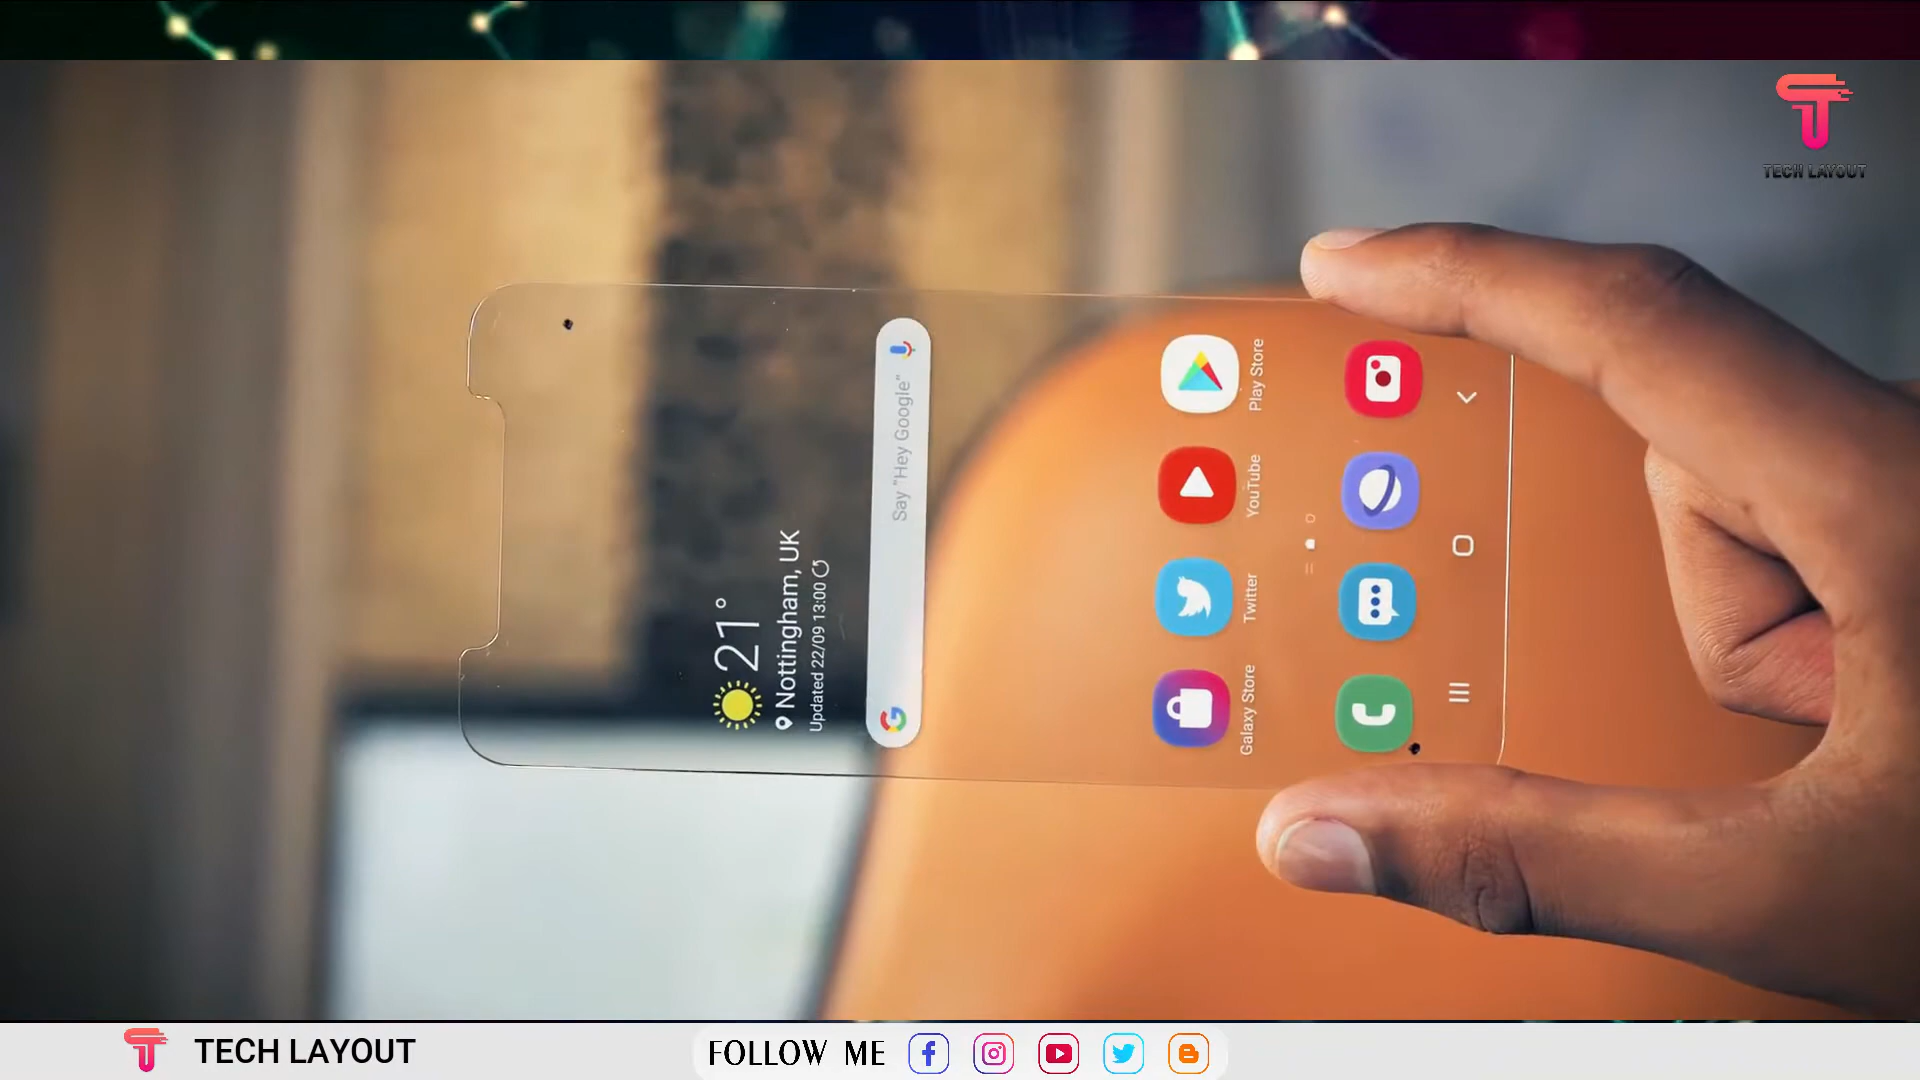 TECH LAYOUT
21°
Nottingham, UK
Updated 22/09 13:00
Say "Hey Google"
Play Store
YouTube
Twitter
Galaxy Store
TECH LAYOUT
FOLLOW ME